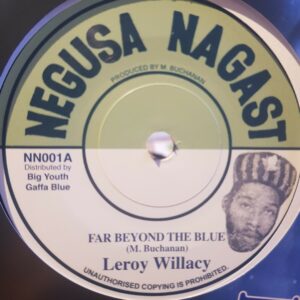 NEGUSA NAGAST
PRODUCED BY M. BUCHANAN
NN001A
Distributed by
Big Youth
Gaffa Blue
FAR BEYOND THE BLUE
(M. Buchanan)
Leroy Willacy
UNAUTHORISED COPYING IS PROHIBITED.